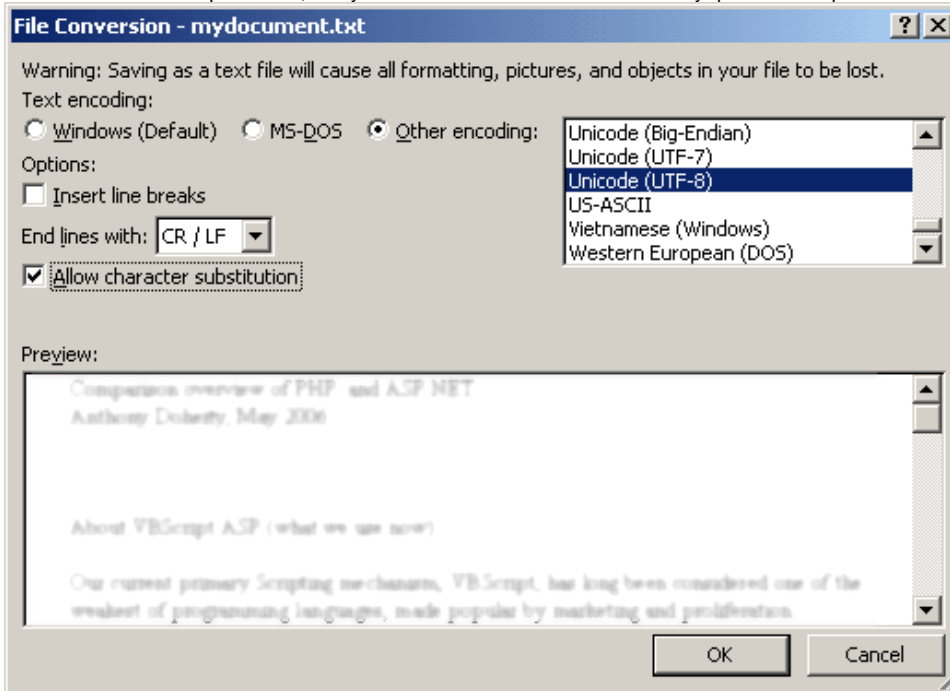 File Conversion - mydocument.txt
Warning: Saving as a text file will cause all formatting, pictures, and objects in your file to be lost.
Text encoding:
Windows (Default) MS-DOS Other encoding:
Unicode (Big-Endian)
Unicode (UTF-7)
Unicode (UTF-8)
US-ASCII
Vietnamese (Windows)
Western European (DOS)
Options:
Insert line breaks
End lines with: CR / LF
Allow character substitution
Preview:
Comparison overview of PHP and ASP NET
Anthony Doherty, May 2006
About VBScript ASP (what we use now)
Our current primary Scripting mechanism, VBScript, has long been considered one of the
weakest of programming languages, made popular by marketing and proliferation
OK Cancel